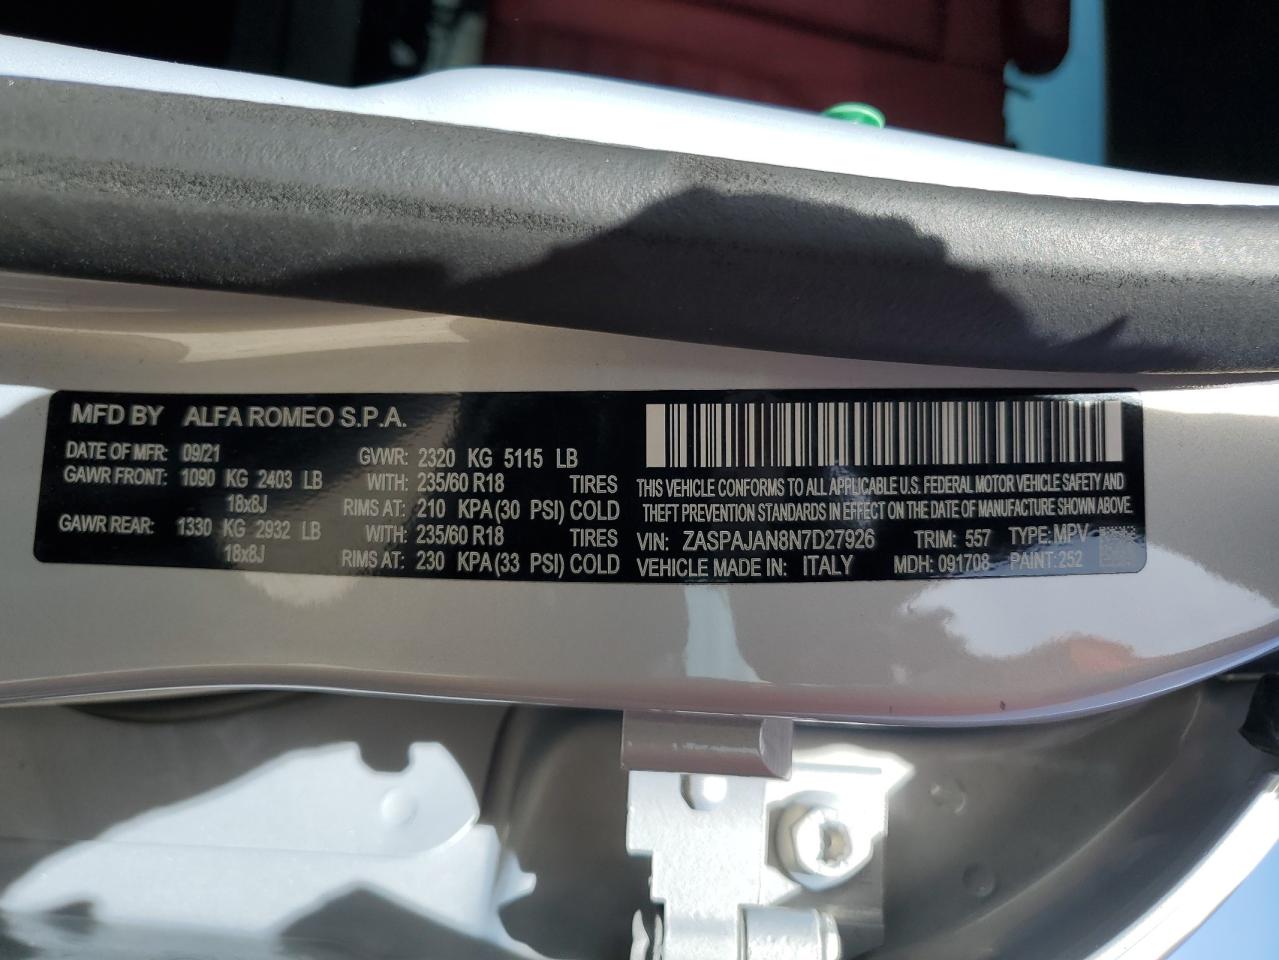 MFD BY ALFA ROMEO S.P.A.
DATE OF MFR: 09/21 GVWR: 2320 KG 5115 LB
GAWR FRONT: 1090 KG 2403 LB WITH: 235/60 R18 TIRES
18x8J RIMS AT: 210 KPA(30 PSI) COLD
GAWR REAR: 1330 KG 2932 LB WITH: 235/60 R18 TIRES
18x8J RIMS AT: 230 KPA(33 PSI) COLD
THIS VEHICLE CONFORMS TO ALL APPLICABLE U.S. FEDERAL MOTOR VEHICLE SAFETY AND
THEFT PREVENTION STANDARDS IN EFFECT ON THE DATE OF MANUFACTURE SHOWN ABOVE.
VIN: ZASPAJAN8N7D27926 TRIM: 557 TYPE: MPV
VEHICLE MADE IN: ITALY MDH: 091708 PAINT: 252